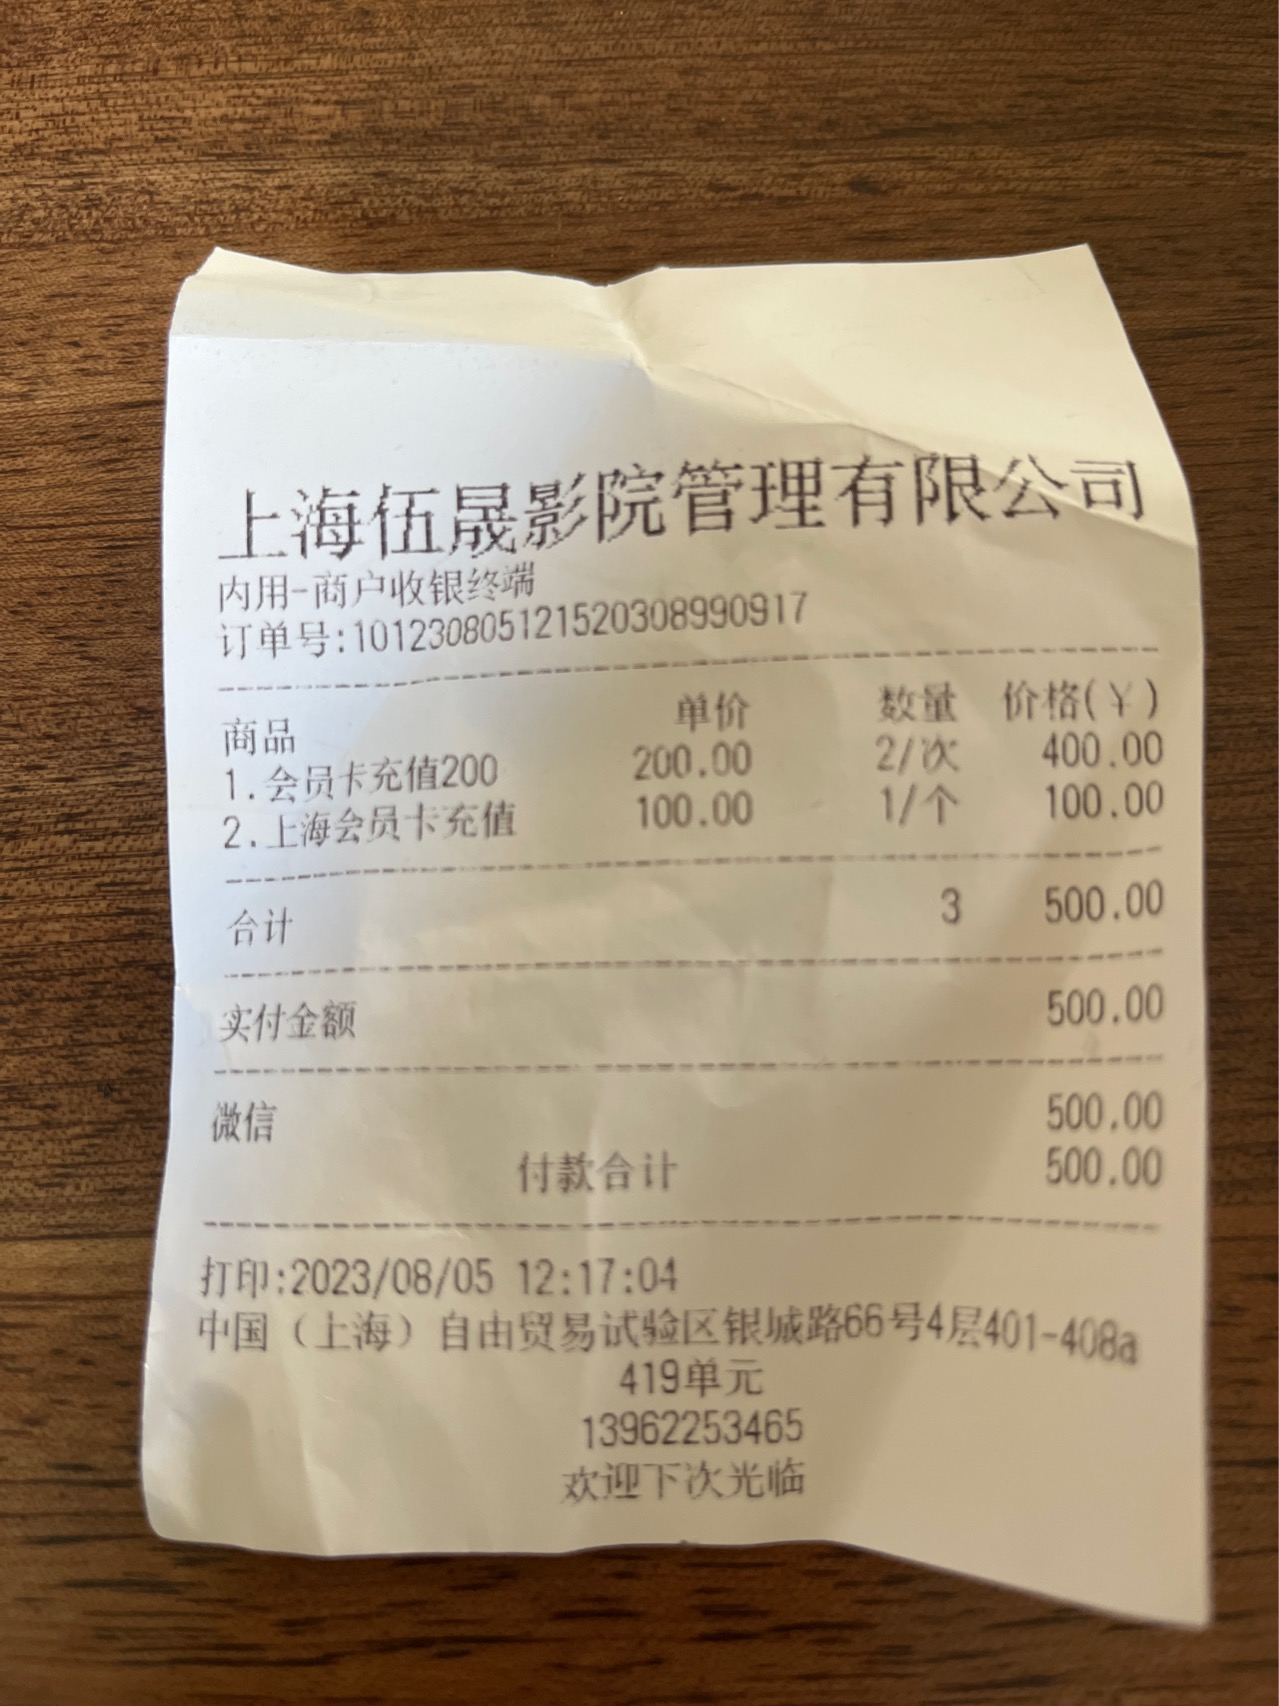 上海伍晟影院管理有限公司
内用-商户收银终端
订单号:101230805121520308990917
商品 单价 数量 价格(¥)
1.会员卡充值200 200.00 2/次 400.00
2.上海会员卡充值 100.00 1/个 100.00
合计 3 500.00
实付金额 500.00
微信 500.00
付款合计 500.00
打印:2023/08/05 12:17:04
中国（上海）自由贸易试验区银城路66号4层401-408a
419单元
13962253465
欢迎下次光临